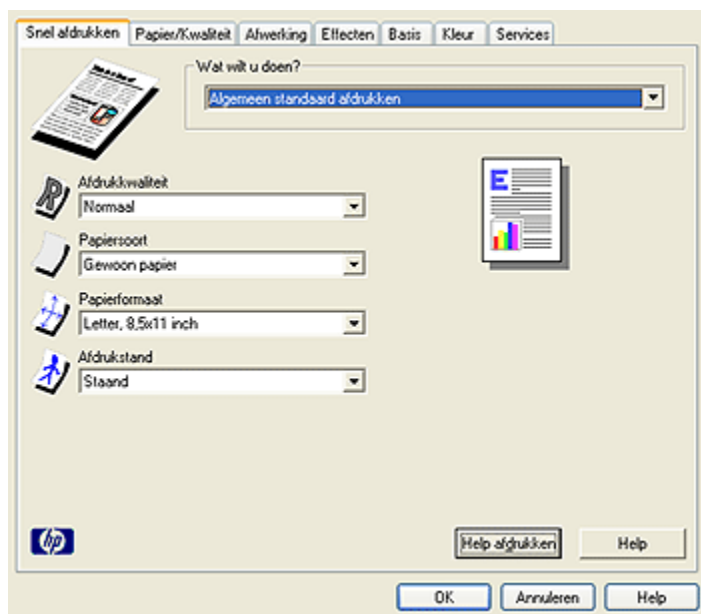 Snel afdrukken Papier/Kwaliteit Afwerking Effecten Basis Kleur Services
Wat wilt u doen?
Algemeen standaard afdrukken
Afdrukkwaliteit
Normaal
Papiersoort
Gewoon papier
Papierformaat
Letter, 8,5x11 inch
Afdrukstand
Staand
hp
Help afdrukken Help
OK Annuleren Help